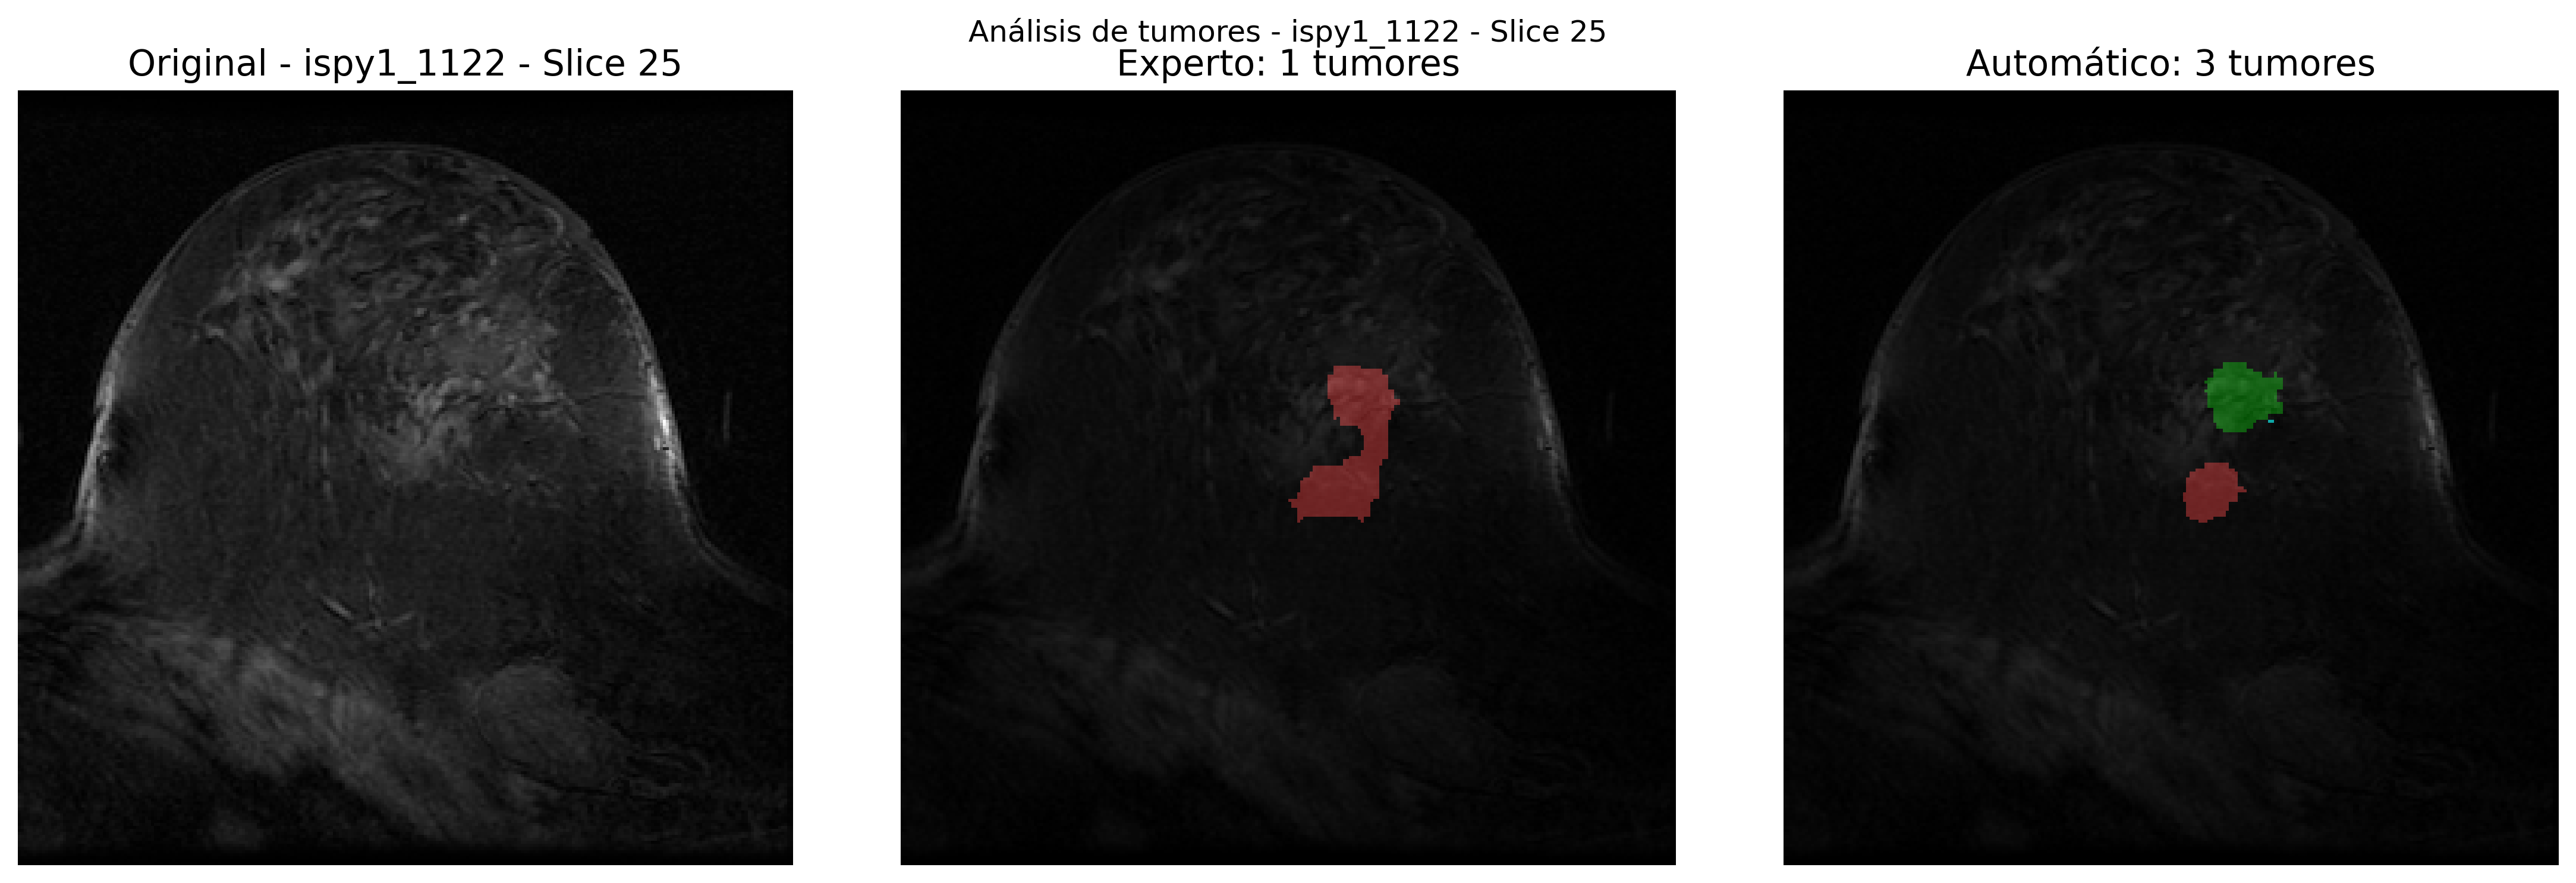 Análisis de tumores - ispy1_1122 - Slice 25
Original - ispy1_1122 - Slice 25
Experto: 1 tumores
Automático: 3 tumores